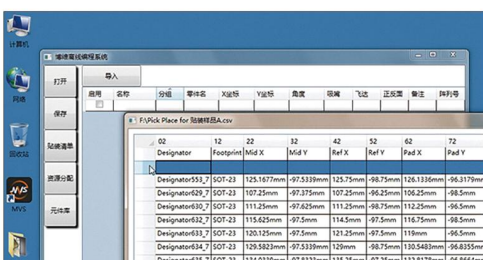 计算机
网络
回收站
MVS
博维离线编程系统
打开
保存
贴装清单
资源分配
元件库
导入
启用 名称 分组 零件名 X坐标 Y坐标 角度 吸嘴 飞达 正反面 备注 阵列号
F:\Pick Place for 贴装样品A.csv
02 12 22 32 42 52 62 72
Designator Footprint Mid X Mid Y Ref X Ref Y Pad X Pad Y
Designator553_7 SOT-23 125.1677mm -97.5339mm 125.75mm -98.75mm 126.1336mm -96.3179mm
Designator629_7 SOT-23 107.25mm -97.375mm 107.25mm -96.25mm 106.25mm -98.5mm
Designator630_7 SOT-23 111.25mm -97.625mm 111.25mm -98.75mm 112.25mm -96.5mm
Designator632_7 SOT-23 115.625mm -97.5mm 114.5mm -97.5mm 116.75mm -98.5mm
Designator633_7 SOT-23 120.125mm -97.5mm 121.25mm -97.5mm 119mm -96.5mm
Designator634_7 SOT-23 129.5823mm -97.5339mm 129mm -98.75mm 130.5483mm -96.8355mm